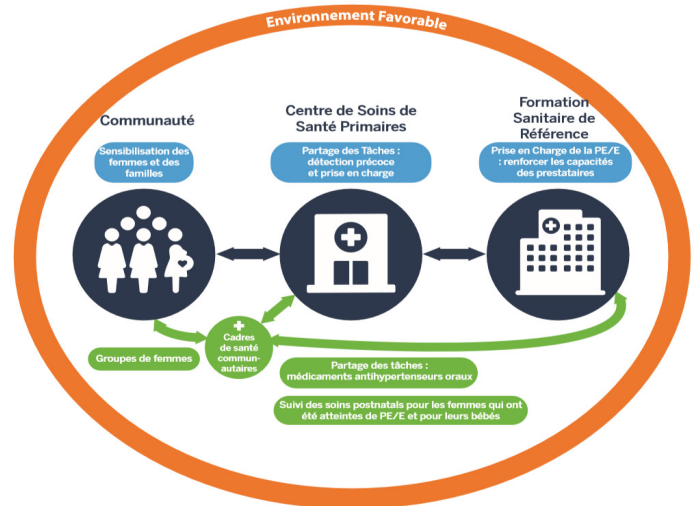 Environnement Favorable
Communauté
Centre de Soins de
Santé Primaires
Formation
Sanitaire de
Référence
Sensibilisation des
femmes et des
familles
Partage des Tâches :
détection précoce
et prise en charge
Prise en Charge de la PE/E
: renforcer les capacités
des prestataires
Cadres
de santé
commun-
autaires
Groupes de femmes
Partage des tâches :
médicaments antihypertenseurs oraux
Suivi des soins postnatals pour les femmes qui ont
été atteintes de PE/E et pour leurs bébés